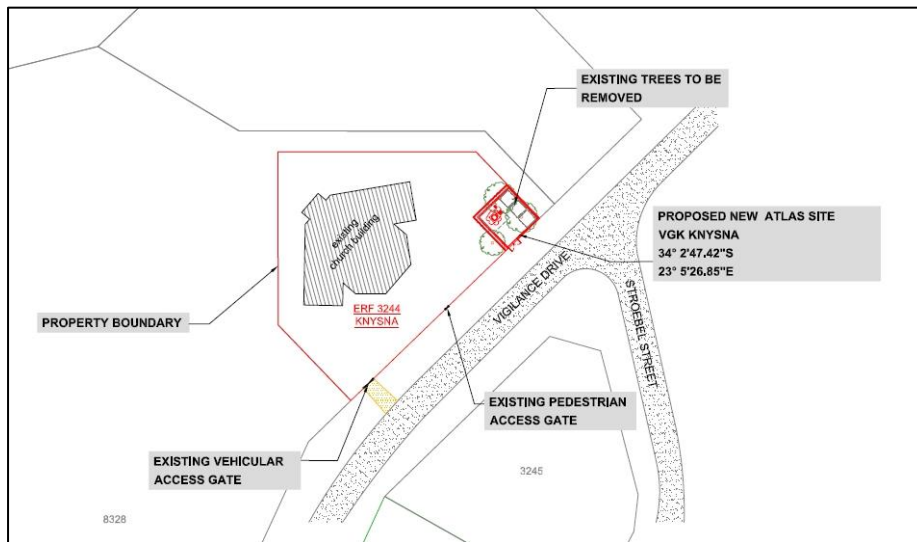 EXISTING TREES TO BE
REMOVED
PROPOSED NEW ATLAS SITE
VGK KNYSNA
34° 2'47.42"S
23° 5'26.85"E
existing
church building
ERF 3244
KNYSNA
PROPERTY BOUNDARY
VIGILANCE DRIVE
STROEBEL STREET
EXISTING PEDESTRIAN
ACCESS GATE
EXISTING VEHICULAR
ACCESS GATE
3245
8328